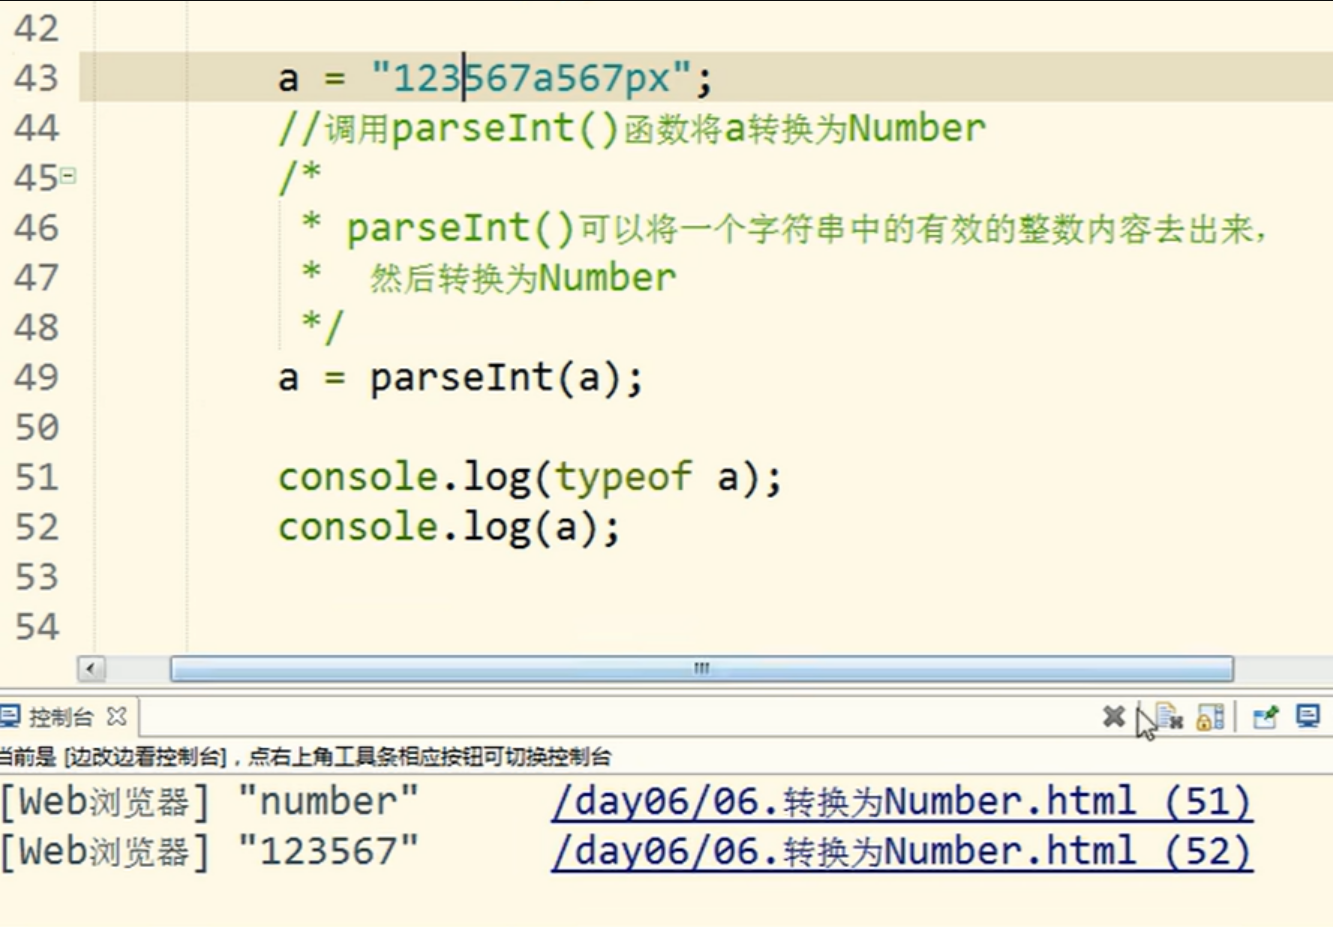 42
43 a = "123567a567px";
44 //调用parseInt()函数将a转换为Number
45 /*
46 * parseInt()可以将一个字符串中的有效的整数内容去出来,
47 * 然后转换为Number
48 */
49 a = parseInt(a);
50
51 console.log(typeof a);
52 console.log(a);
53
54
控制台
当前是 [边改边看控制台] , 点右上角工具条相应按钮可切换控制台
[Web浏览器] "number" /day06/06.转换为Number.html (51)
[Web浏览器] "123567" /day06/06.转换为Number.html (52)